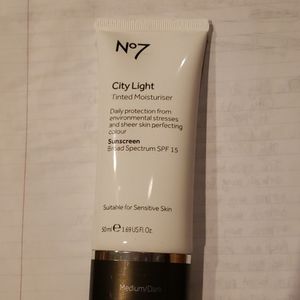 No7
City Light
Tinted Moisturiser
Daily protection from
environmental stresses
and sheer skin perfecting
colour
Sunscreen
Broad Spectrum SPF 15
Suitable for Sensitive Skin
50ml ℮ 1.69 US Fl. Oz.
Medium/Dark